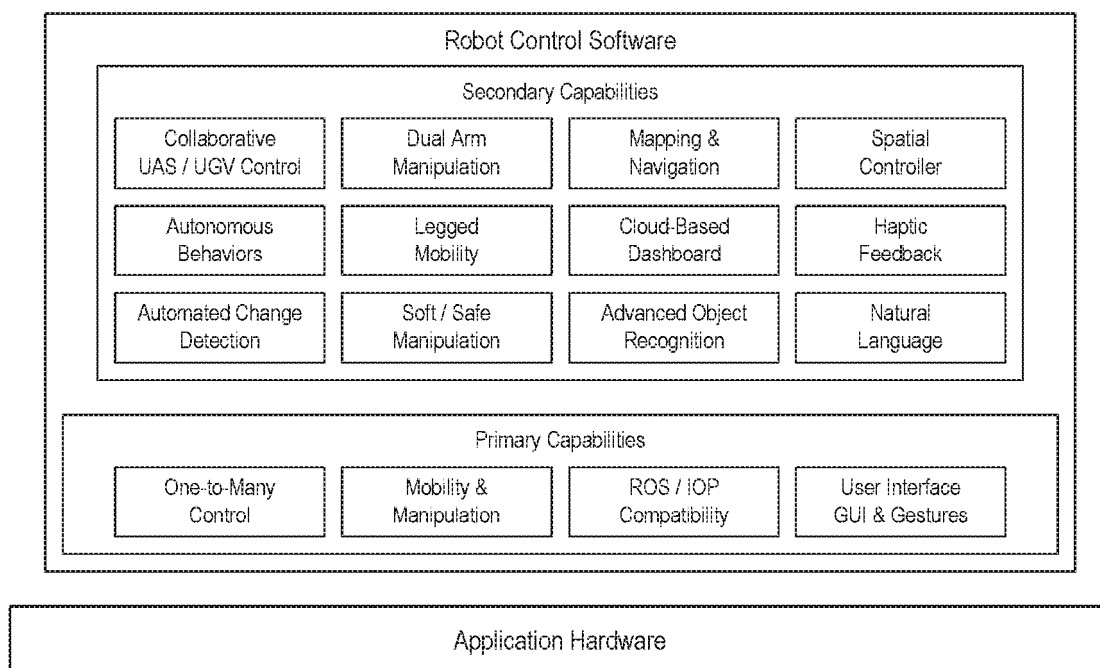 Robot Control Software
Secondary Capabilities
Collaborative
UAS / UGV Control
Dual Arm
Manipulation
Mapping &
Navigation
Spatial
Controller
Autonomous
Behaviors
Legged
Mobility
Cloud-Based
Dashboard
Haptic
Feedback
Automated Change
Detection
Soft / Safe
Manipulation
Advanced Object
Recognition
Natural
Language
Primary Capabilities
One-to-Many
Control
Mobility &
Manipulation
ROS / IOP
Compatibility
User Interface
GUI & Gestures
Application Hardware